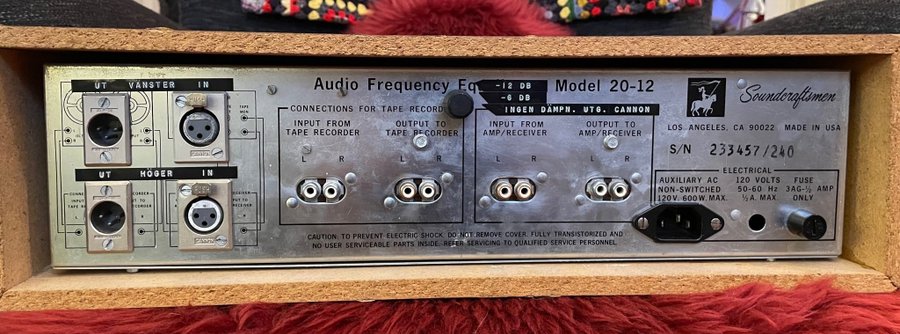 UT VÄNSTER IN
UT HÖGER IN
Audio Frequency Eq
Model 20-12
-12 DB
-6 DB
INGEN DÄMPN. UTG. CANNON
CONNECTIONS FOR TAPE RECORDER
INPUT FROM
TAPE RECORDER
OUTPUT TO
TAPE RECORDER
INPUT FROM
AMP/RECEIVER
OUTPUT TO
AMP/RECEIVER
L R
L R
L R
L R
CAUTION: TO PREVENT ELECTRIC SHOCK, DO NOT REMOVE COVER. FULLY TRANSISTORIZED AND
NO USER SERVICEABLE PARTS INSIDE. REFER SERVICING TO QUALIFIED SERVICE PERSONNEL.
Soundcraftsmen
LOS ANGELES, CA 90022 MADE IN USA
S/N 233457/240
ELECTRICAL
AUXILIARY AC
NON-SWITCHED
120V. 600W. MAX.
120 VOLTS
50-60 Hz
½A. MAX.
FUSE
3AG-½ AMP
ONLY